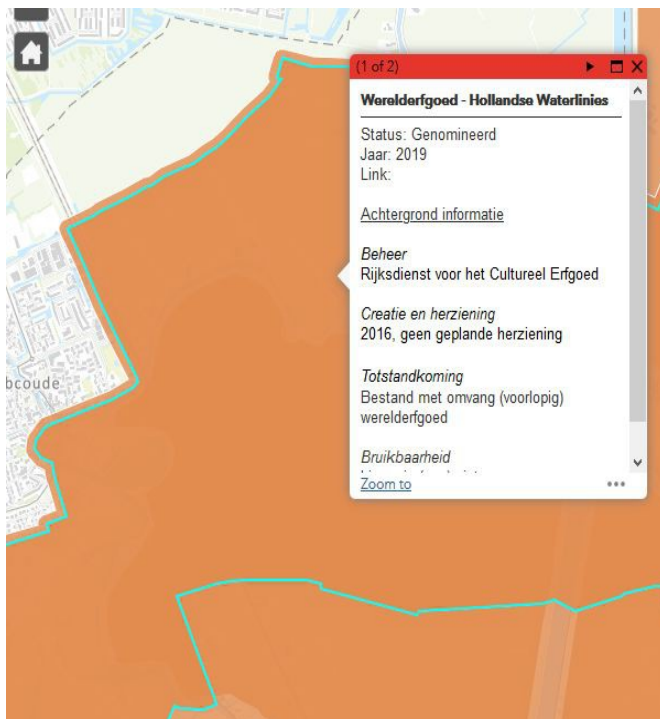 (1 of 2)
Werelderfgoed - Hollandse Waterlinies
Status: Genomineerd
Jaar: 2019
Link:
Achtergrond informatie
Beheer
Rijksdienst voor het Cultureel Erfgoed
Creatie en herziening
2016, geen geplande herziening
Totstandkoming
Bestand met omvang (voorlopig)
werelderfgoed
Bruikbaarheid
Zoom to
bcoude